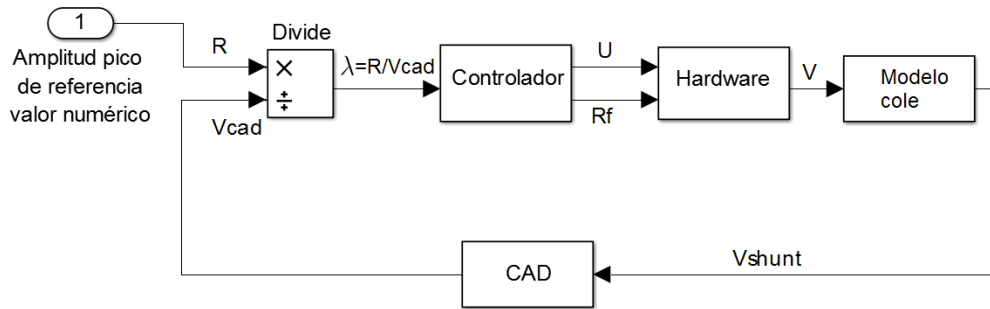 1
Amplitud pico
de referencia
valor numérico
R
Divide
×
÷
Vcad
λ=R/Vcad
Controlador
U
Rf
Hardware
V
Modelo
cole
CAD
Vshunt